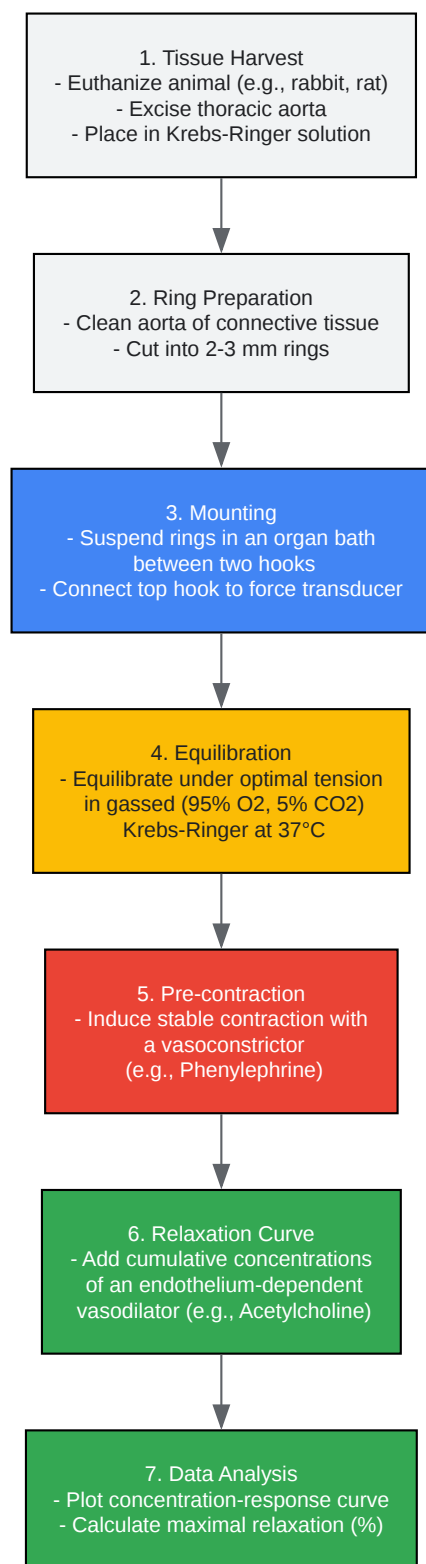 1. Tissue Harvest
- Euthanize animal (e.g., rabbit, rat)
- Excise thoracic aorta
- Place in Krebs-Ringer solution
2. Ring Preparation
- Clean aorta of connective tissue
- Cut into 2-3 mm rings
3. Mounting
- Suspend rings in an organ bath
between two hooks
- Connect top hook to force transducer
4. Equilibration
- Equilibrate under optimal tension
in gassed (95% O2, 5% CO2)
Krebs-Ringer at 37°C
5. Pre-contraction
- Induce stable contraction with
a vasoconstrictor
(e.g., Phenylephrine)
6. Relaxation Curve
- Add cumulative concentrations
of an endothelium-dependent
vasodilator (e.g., Acetylcholine)
7. Data Analysis
- Plot concentration-response curve
- Calculate maximal relaxation (%)